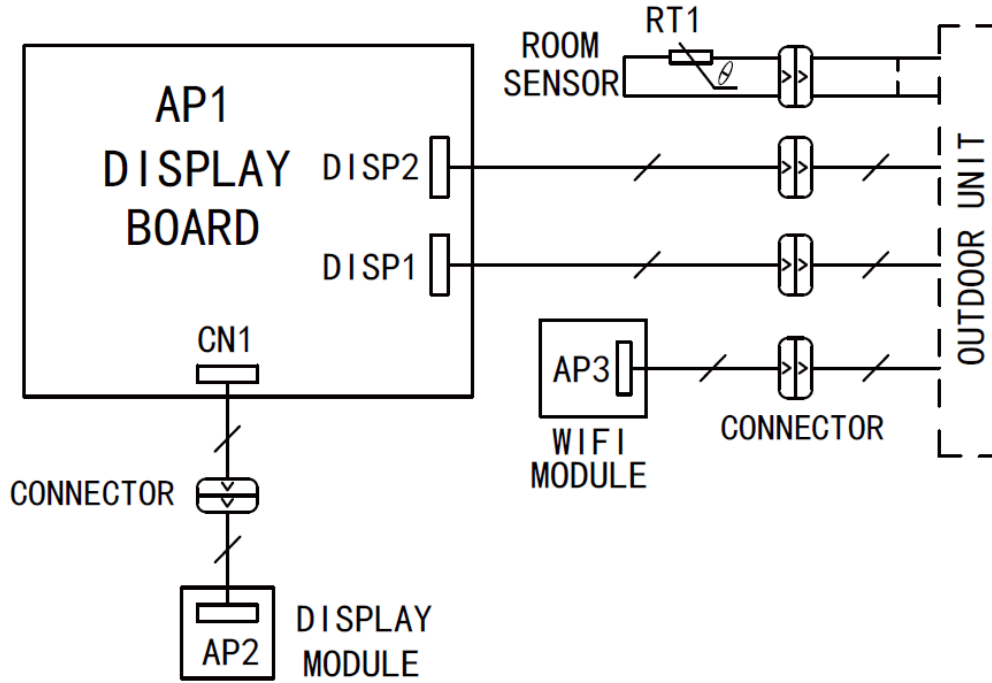 RT1
ROOM
SENSOR
θ
AP1
DISPLAY
BOARD
DISP2
DISP1
CN1
OUTDOOR UNIT
AP3
WIFI
MODULE
CONNECTOR
CONNECTOR
AP2
DISPLAY
MODULE